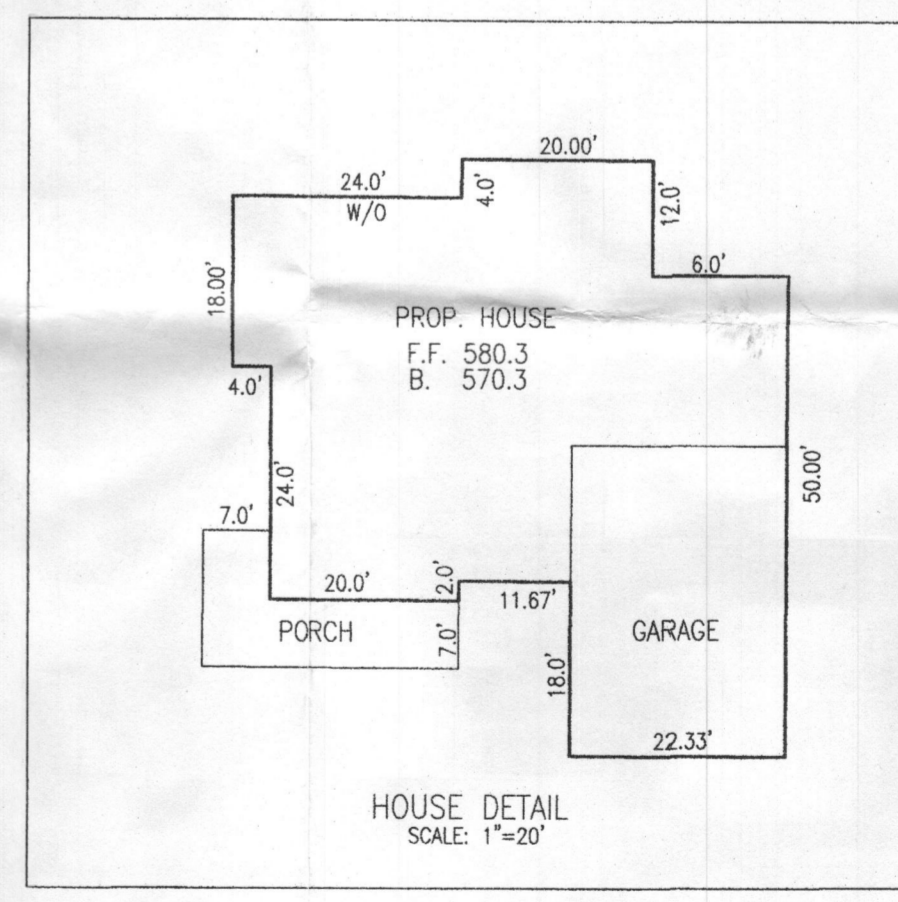 20.00'
24.0'
W/O
4.0'
12.0'
6.0'
18.00'
PROP. HOUSE
F.F. 580.3
B. 570.3
4.0'
24.0'
50.00'
7.0'
20.0'
2.0'
11.67'
PORCH
7.0'
GARAGE
18.0'
22.33'
HOUSE DETAIL
SCALE: 1"=20'